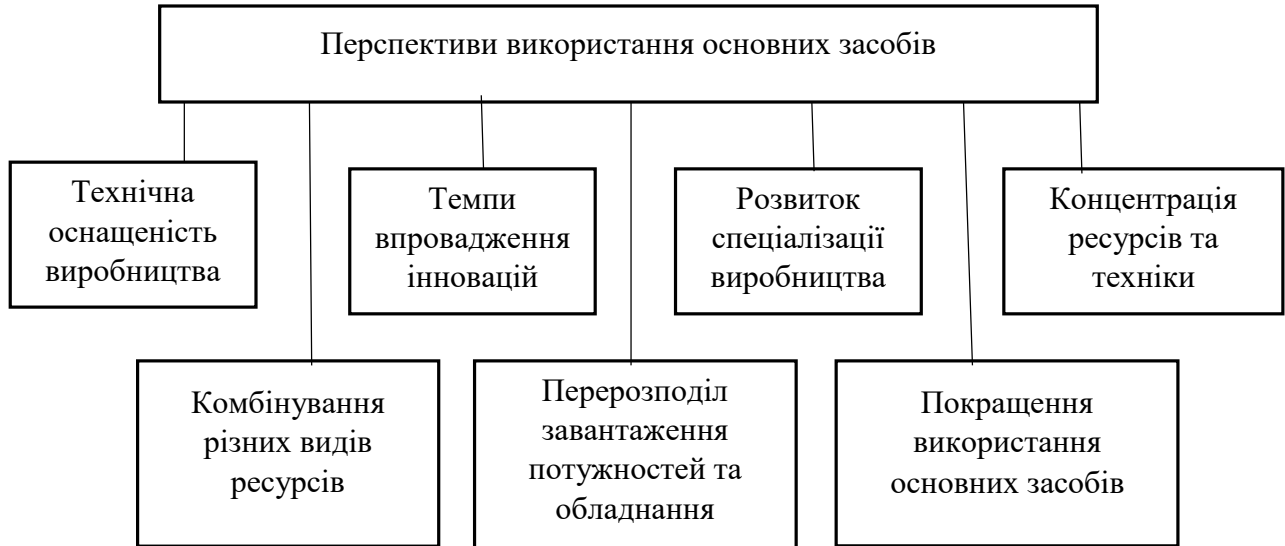 Перспективи використання основних засобів
Технічна
оснащеність
виробництва
Темпи
впровадження
інновацій
Розвиток
спеціалізації
виробництва
Концентрація
ресурсів та
техніки
Комбінування
різних видів
ресурсів
Перерозподіл
завантаження
потужностей та
обладнання
Покращення
використання
основних засобів